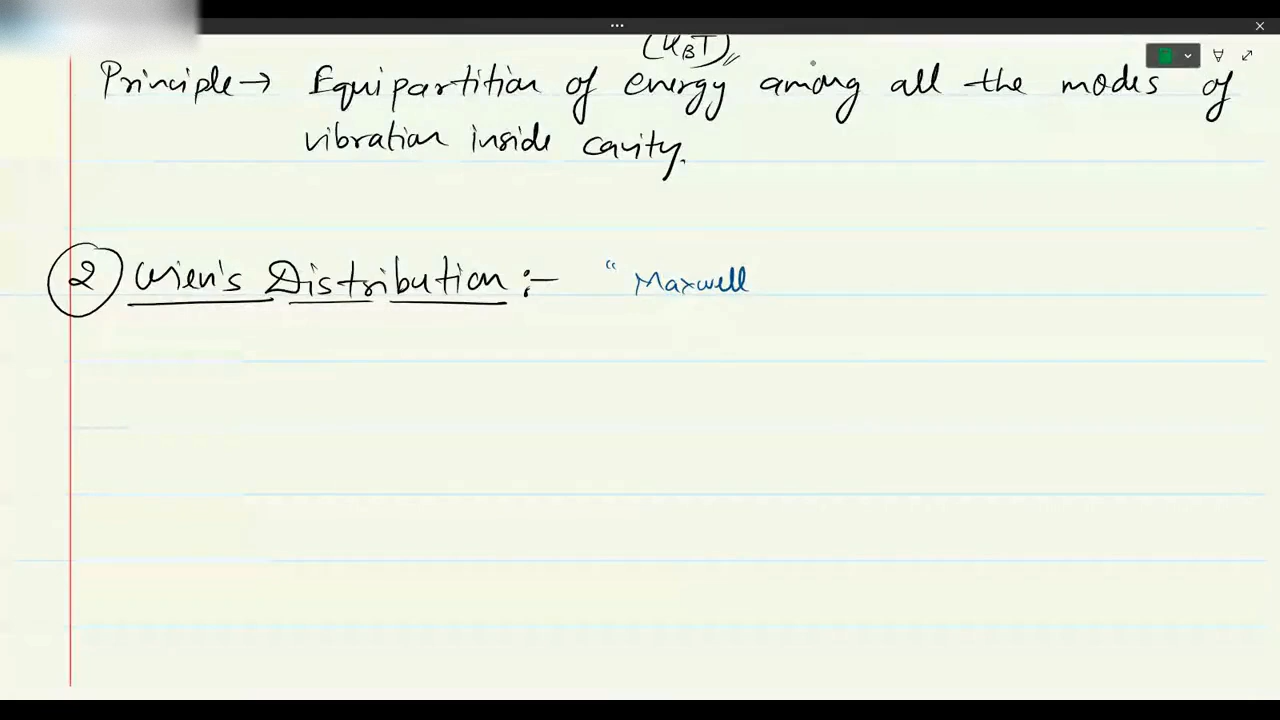 (KBT)
Principle→ Equipartition of energy among all the modes of
vibration inside cavity.
2 Wien's Distribution :- " Maxwell